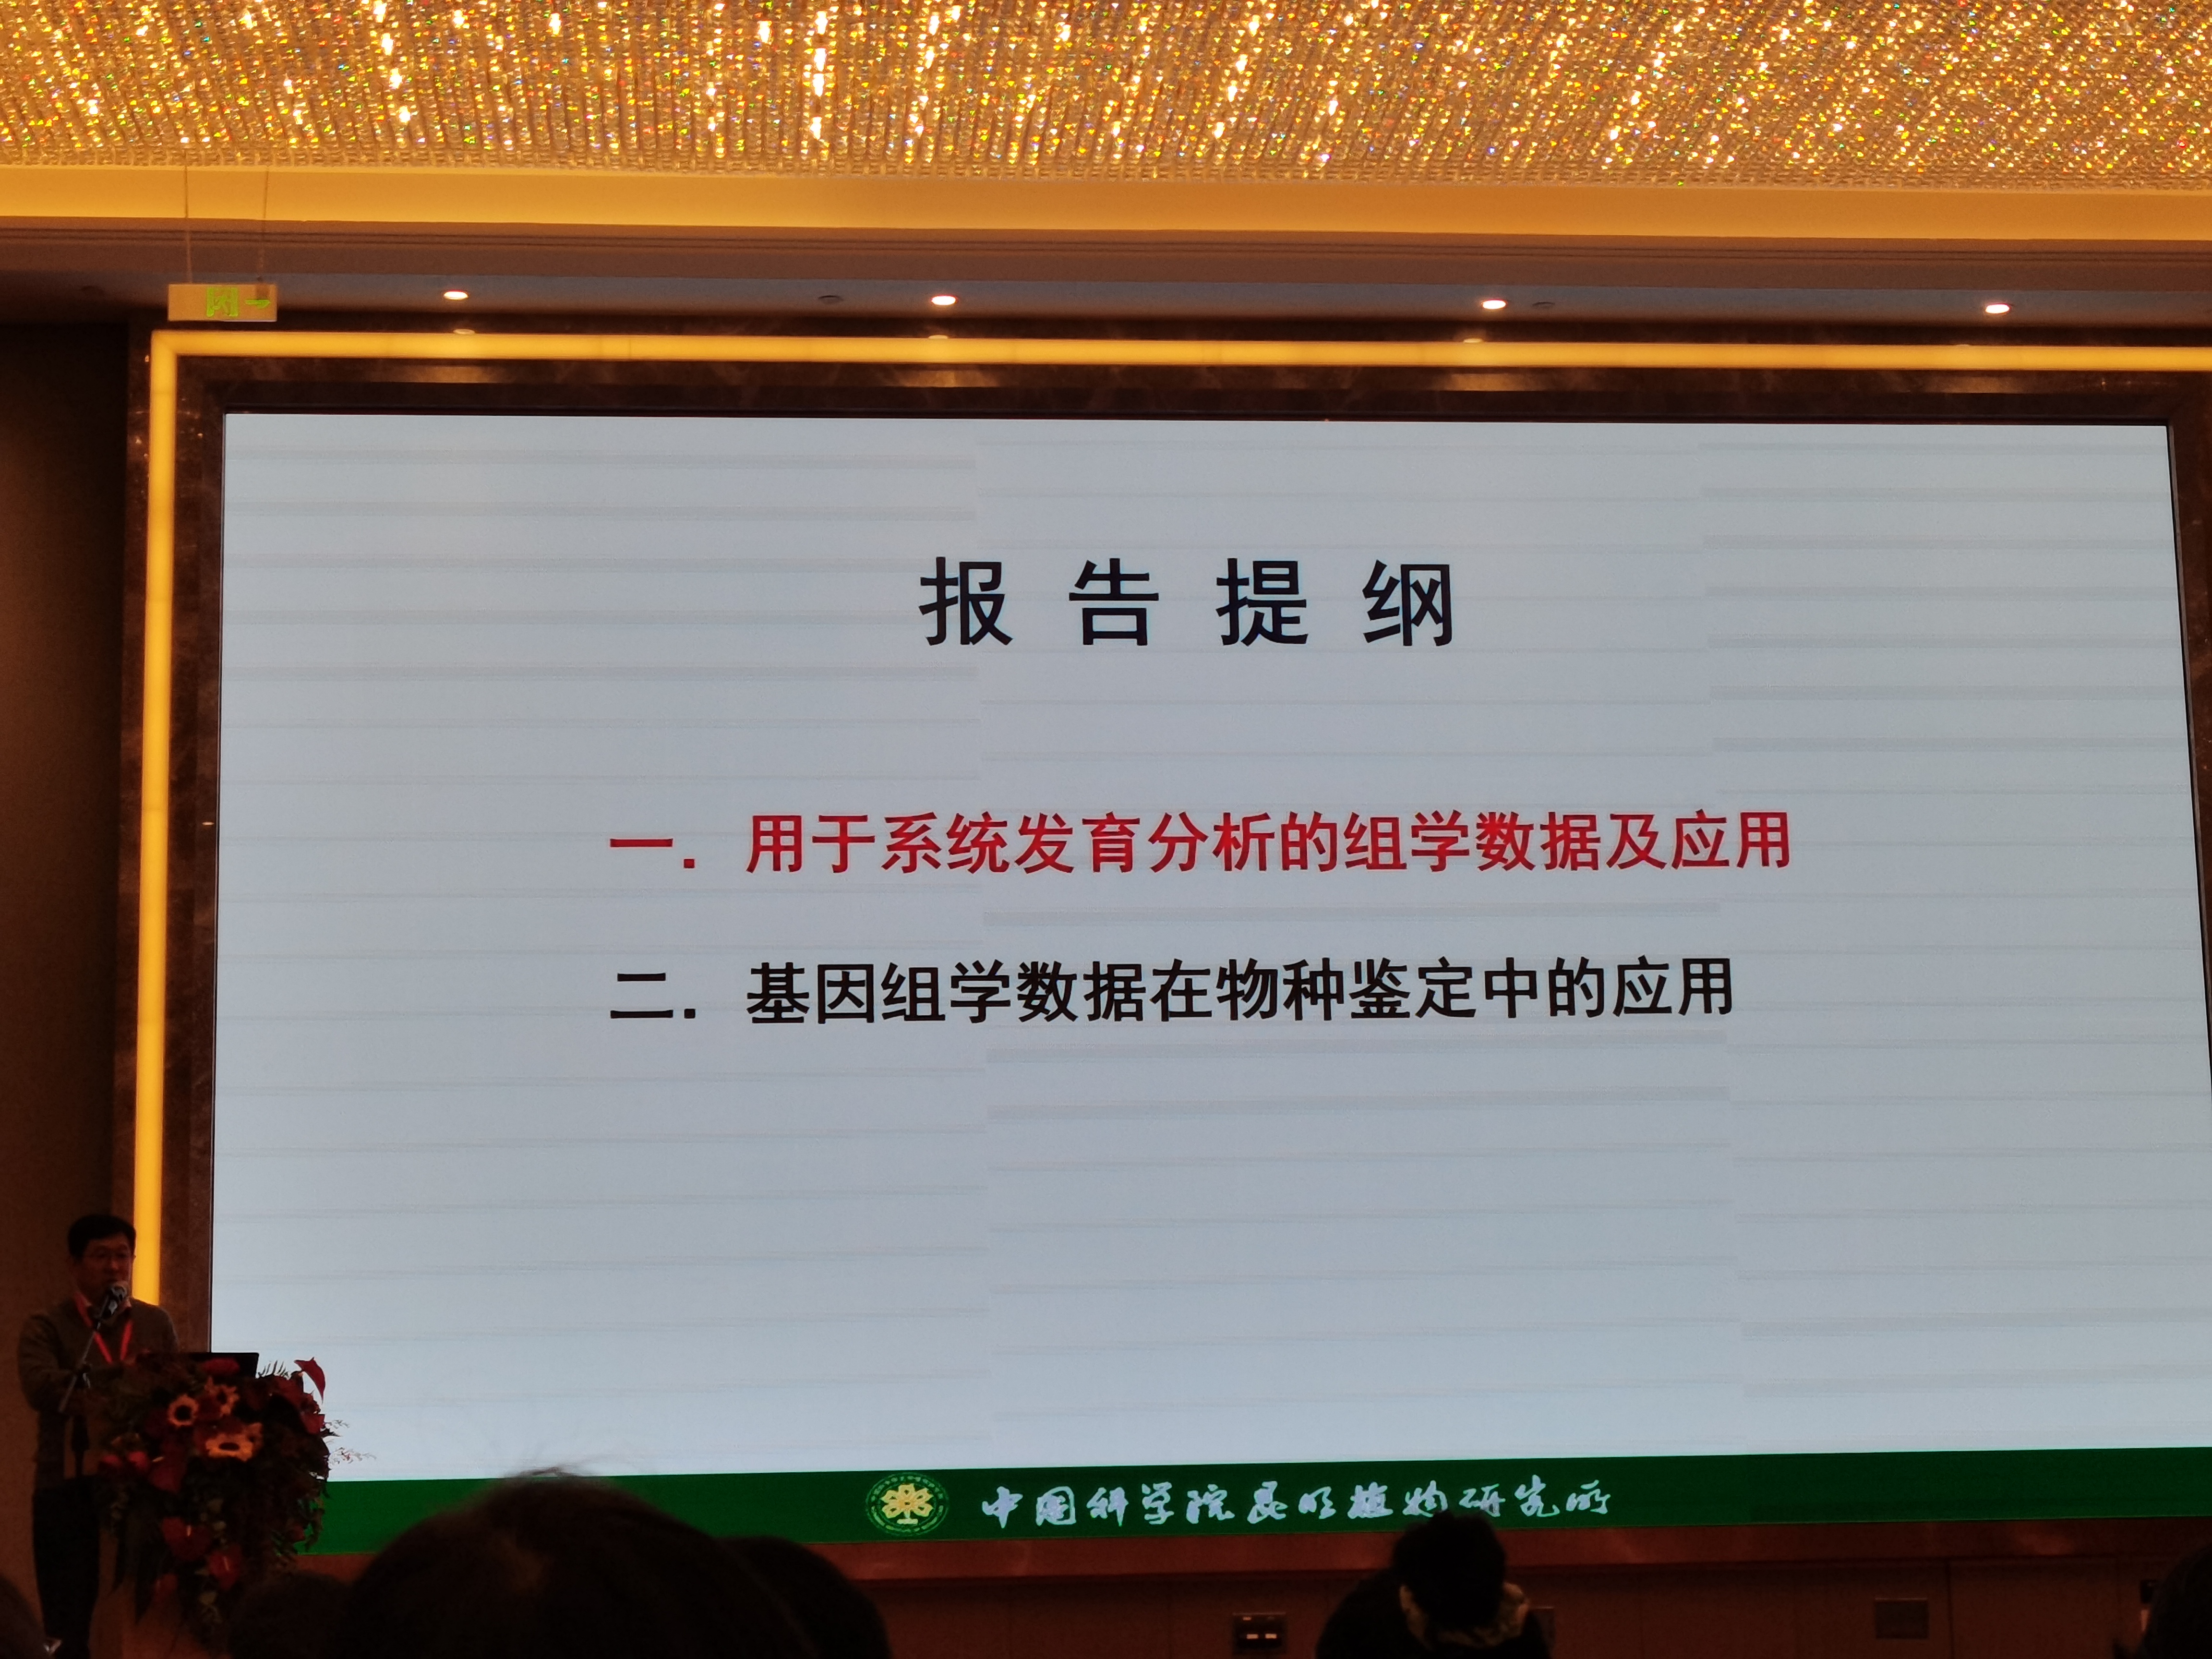 报告提纲
一. 用于系统发育分析的组学数据及应用
二. 基因组学数据在物种鉴定中的应用
中国科学院昆明植物研究所